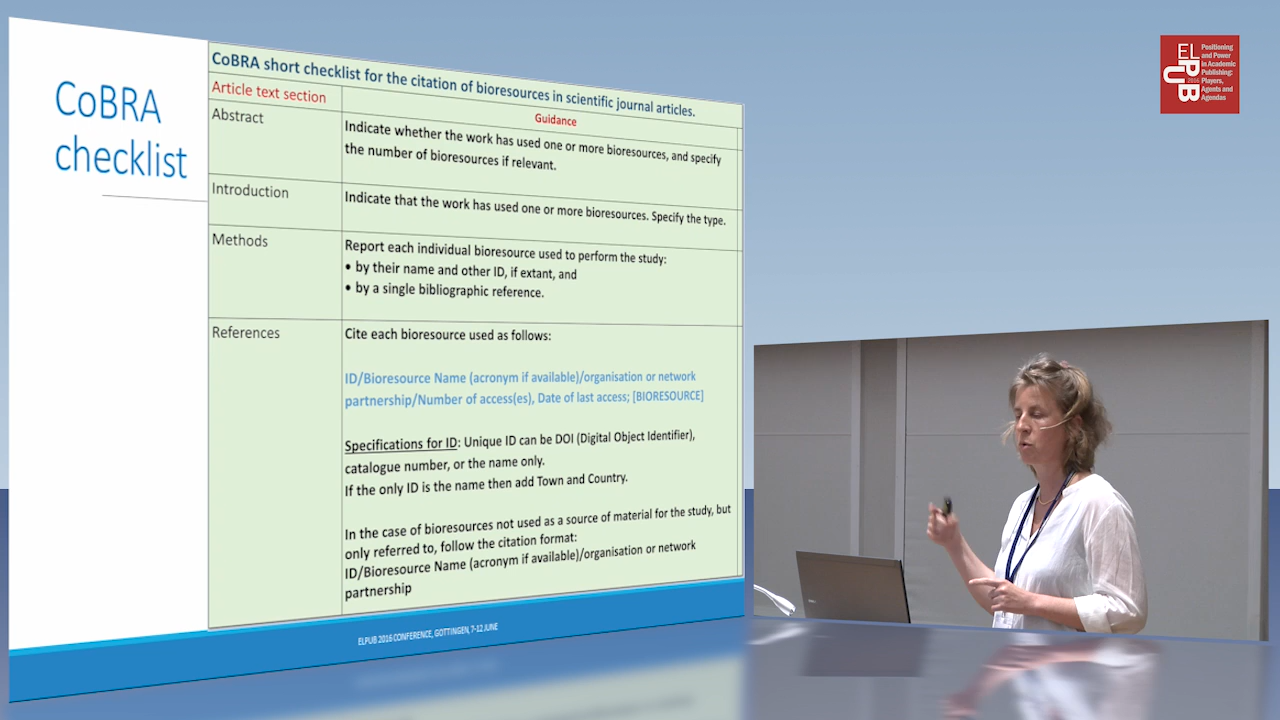 CoBRA
checklist
CoBRA short checklist for the citation of bioresources in scientific journal articles.
Article text section
Guidance
Abstract
Indicate whether the work has used one or more bioresources, and specify
the number of bioresources if relevant.
Introduction
Indicate that the work has used one or more bioresources. Specify the type.
Methods
Report each individual bioresource used to perform the study:
• by their name and other ID, if extant, and
• by a single bibliographic reference.
References
Cite each bioresource used as follows:
ID/Bioresource Name (acronym if available)/organisation or network
partnership/Number of access(es), Date of last access; [BIORESOURCE]
Specifications for ID: Unique ID can be DOI (Digital Object Identifier),
catalogue number, or the name only.
If the only ID is the name then add Town and Country.
In the case of bioresources not used as a source of material for the study, but
only referred to, follow the citation format:
ID/Bioresource Name (acronym if available)/organisation or network
partnership
ELPUB 2016 CONFERENCE, GÖTTINGEN, 7-12 JUNE
ELPUB
2016
Positioning
and Power
in Academic
Publishing:
Players,
Agents and
Agendas